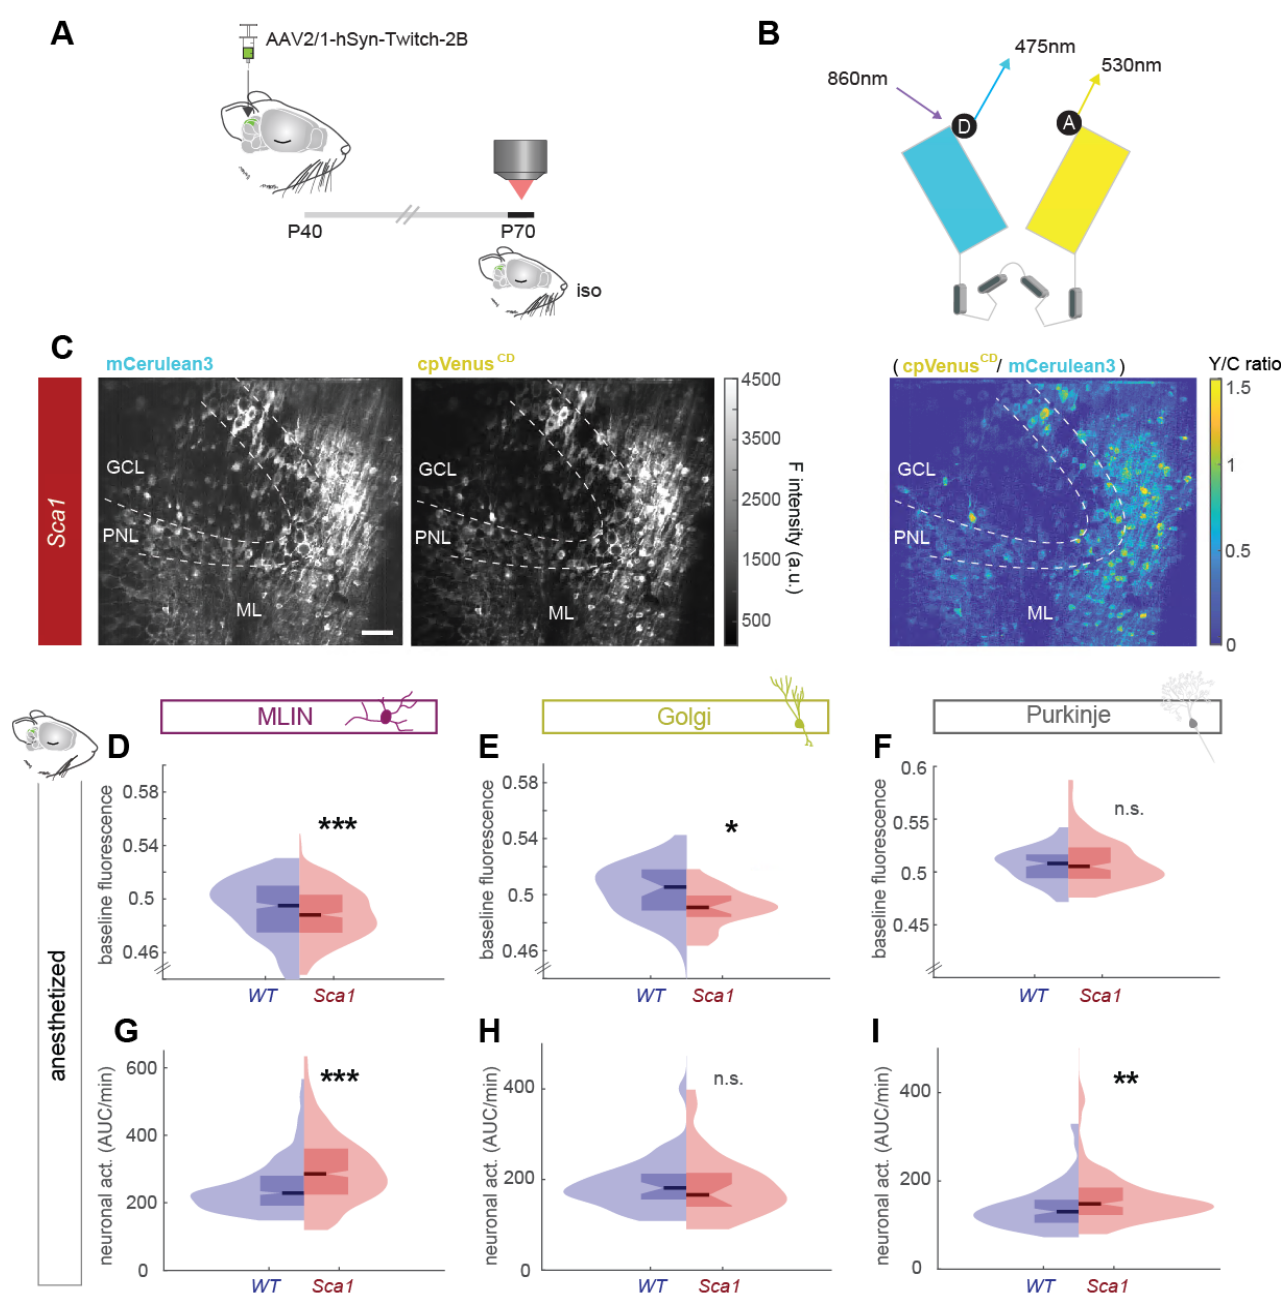 A
AAV2/1-hSyn-Twitch-2B
P40
P70
iso
B
860nm
475nm
530nm
D
A
C
mCerulean3
cpVenusCD
(cpVenusCD/ mCerulean3)
Y/C ratio
Sca1
GCL
PNL
ML
GCL
PNL
ML
4500
3500
2500
1500
500
F intensity (a.u.)
GCL
PNL
ML
1.5
1
0.5
0
MLIN
Golgi
Purkinje
anesthetized
D
baseline fluorescence
0.58
0.54
0.5
0.46
***
WT
Sca1
E
baseline fluorescence
0.58
0.54
0.5
0.46
*
WT
Sca1
F
baseline fluorescence
0.6
0.55
0.5
0.45
n.s.
WT
Sca1
G
neuronal act. (AUC/min)
600
400
200
0
***
WT
Sca1
H
neuronal act. (AUC/min)
400
200
0
n.s.
WT
Sca1
I
neuronal act. (AUC/min)
400
200
0
**
WT
Sca1